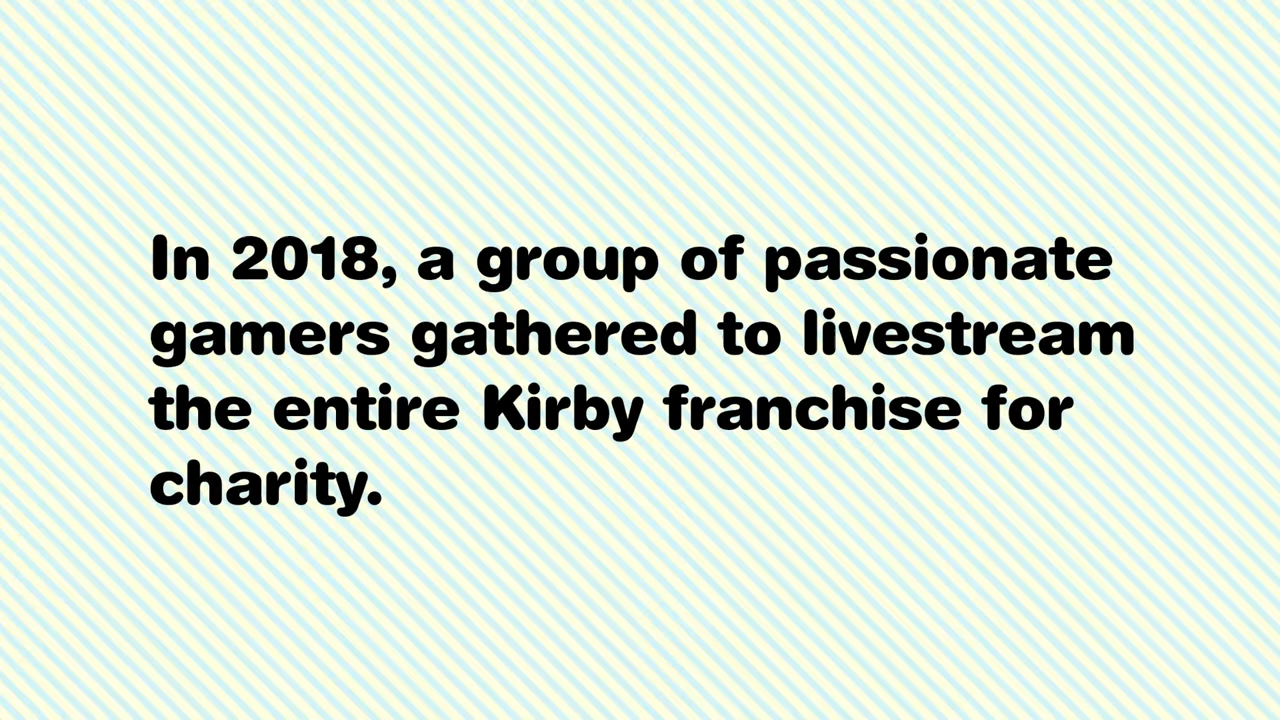 In 2018, a group of passionate
gamers gathered to livestream
the entire Kirby franchise for
charity.